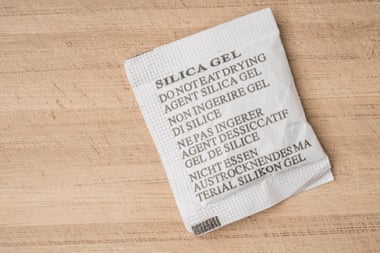 SILICA GEL
DO NOT EAT DRYING
AGENT SILICA GEL
NON INGERIRE GEL
DI SILICE
NE PAS INGERER
AGENT DESSICCATIF
GEL DE SILICE
NICHT ESSEN
AUSTROCKNENDES MA
TERIAL SILIKON GEL